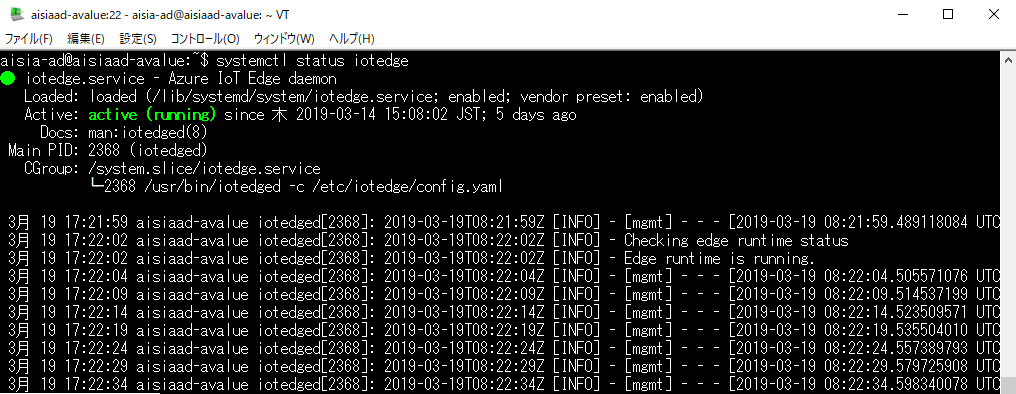 aisiaad-avalue:22 - aisia-ad@aisiaad-avalue: ~ VT
ファイル(F) 編集(E) 設定(S) コントロール(O) ウィンドウ(W) ヘルプ(H)
aisia-ad@aisiaad-avalue:~$ systemctl status iotedge
● iotedge.service - Azure IoT Edge daemon
Loaded: loaded (/lib/systemd/system/iotedge.service; enabled; vendor preset: enabled)
Active: active (running) since 木 2019-03-14 15:08:02 JST; 5 days ago
Docs: man:iotedged(8)
Main PID: 2368 (iotedged)
CGroup: /system.slice/iotedge.service
└─2368 /usr/bin/iotedged -c /etc/iotedge/config.yaml
3月 19 17:21:59 aisiaad-avalue iotedged[2368]: 2019-03-19T08:21:59Z [INFO] - [mgmt] - - - [2019-03-19 08:21:59.489118084 UTC
3月 19 17:22:02 aisiaad-avalue iotedged[2368]: 2019-03-19T08:22:02Z [INFO] - Checking edge runtime status
3月 19 17:22:02 aisiaad-avalue iotedged[2368]: 2019-03-19T08:22:02Z [INFO] - Edge runtime is running.
3月 19 17:22:04 aisiaad-avalue iotedged[2368]: 2019-03-19T08:22:04Z [INFO] - [mgmt] - - - [2019-03-19 08:22:04.505571076 UTC
3月 19 17:22:09 aisiaad-avalue iotedged[2368]: 2019-03-19T08:22:09Z [INFO] - [mgmt] - - - [2019-03-19 08:22:09.514537199 UTC
3月 19 17:22:14 aisiaad-avalue iotedged[2368]: 2019-03-19T08:22:14Z [INFO] - [mgmt] - - - [2019-03-19 08:22:14.523509571 UTC
3月 19 17:22:19 aisiaad-avalue iotedged[2368]: 2019-03-19T08:22:19Z [INFO] - [mgmt] - - - [2019-03-19 08:22:19.535504010 UTC
3月 19 17:22:24 aisiaad-avalue iotedged[2368]: 2019-03-19T08:22:24Z [INFO] - [mgmt] - - - [2019-03-19 08:22:24.557389793 UTC
3月 19 17:22:29 aisiaad-avalue iotedged[2368]: 2019-03-19T08:22:29Z [INFO] - [mgmt] - - - [2019-03-19 08:22:29.579725908 UTC
3月 19 17:22:34 aisiaad-avalue iotedged[2368]: 2019-03-19T08:22:34Z [INFO] - [mgmt] - - - [2019-03-19 08:22:34.598340078 UTC